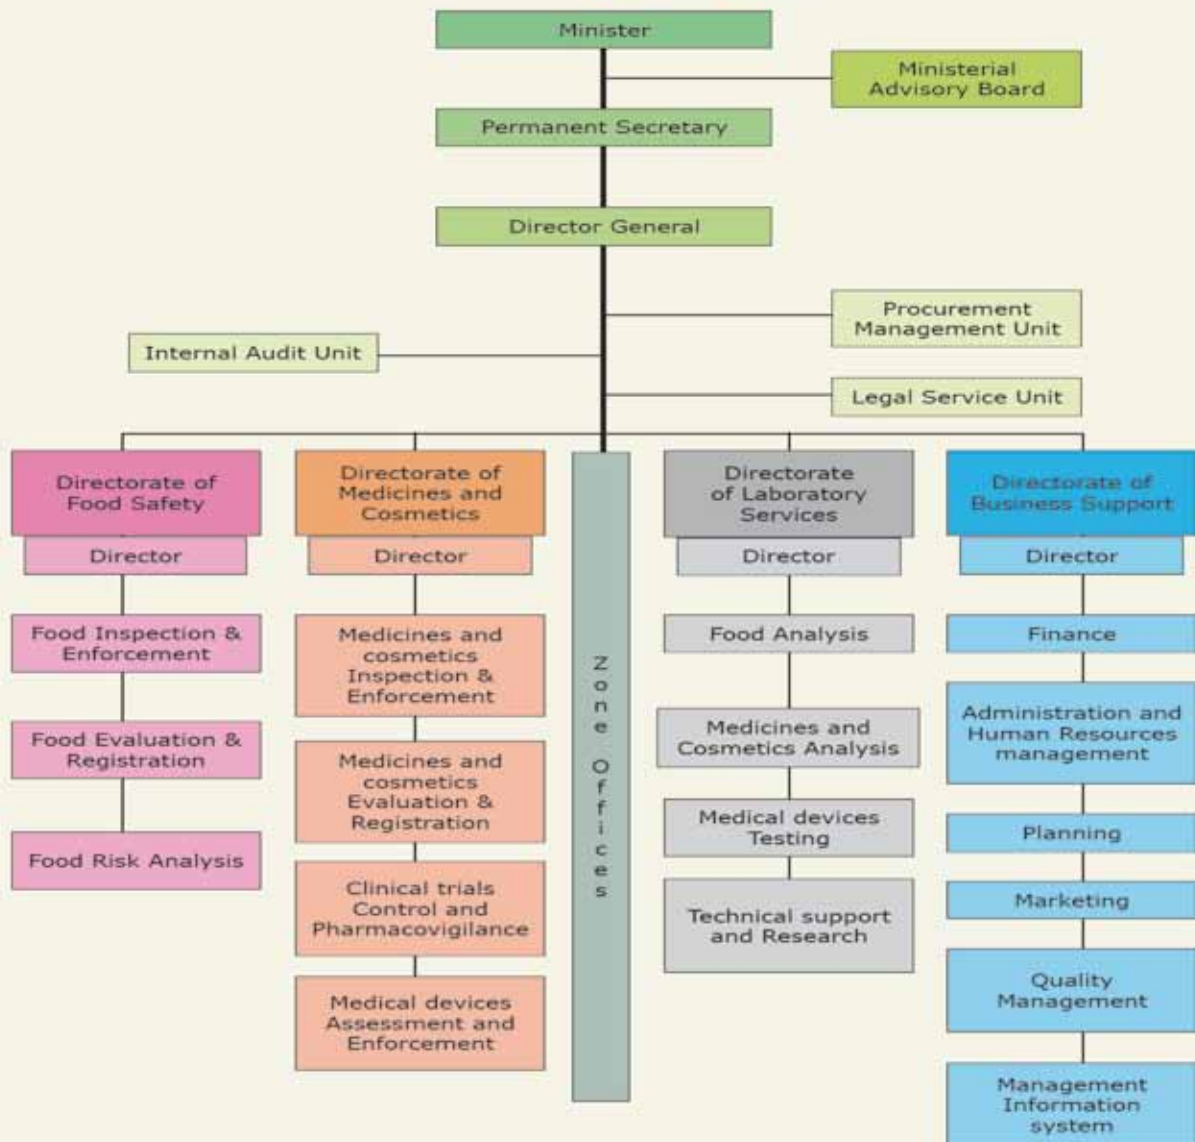 Minister
Ministerial
Advisory Board
Permanent Secretary
Director General
Procurement
Management Unit
Internal Audit Unit
Legal Service Unit
Directorate of
Food Safety
Director
Food Inspection &
Enforcement
Food Evaluation &
Registration
Food Risk Analysis
Directorate of
Medicines and
Cosmetics
Director
Medicines and
cosmetics
Inspection &
Enforcement
Medicines and
cosmetics
Evaluation &
Registration
Clinical trials
Control and
Pharmacovigilance
Medical devices
Assessment and
Enforcement
Zone Offices
Directorate
of Laboratory
Services
Director
Food Analysis
Medicines and
Cosmetics Analysis
Medical devices
Testing
Technical support
and Research
Directorate of
Business Support
Director
Finance
Administration and
Human Resources
management
Planning
Marketing
Quality
Management
Management
Information
system